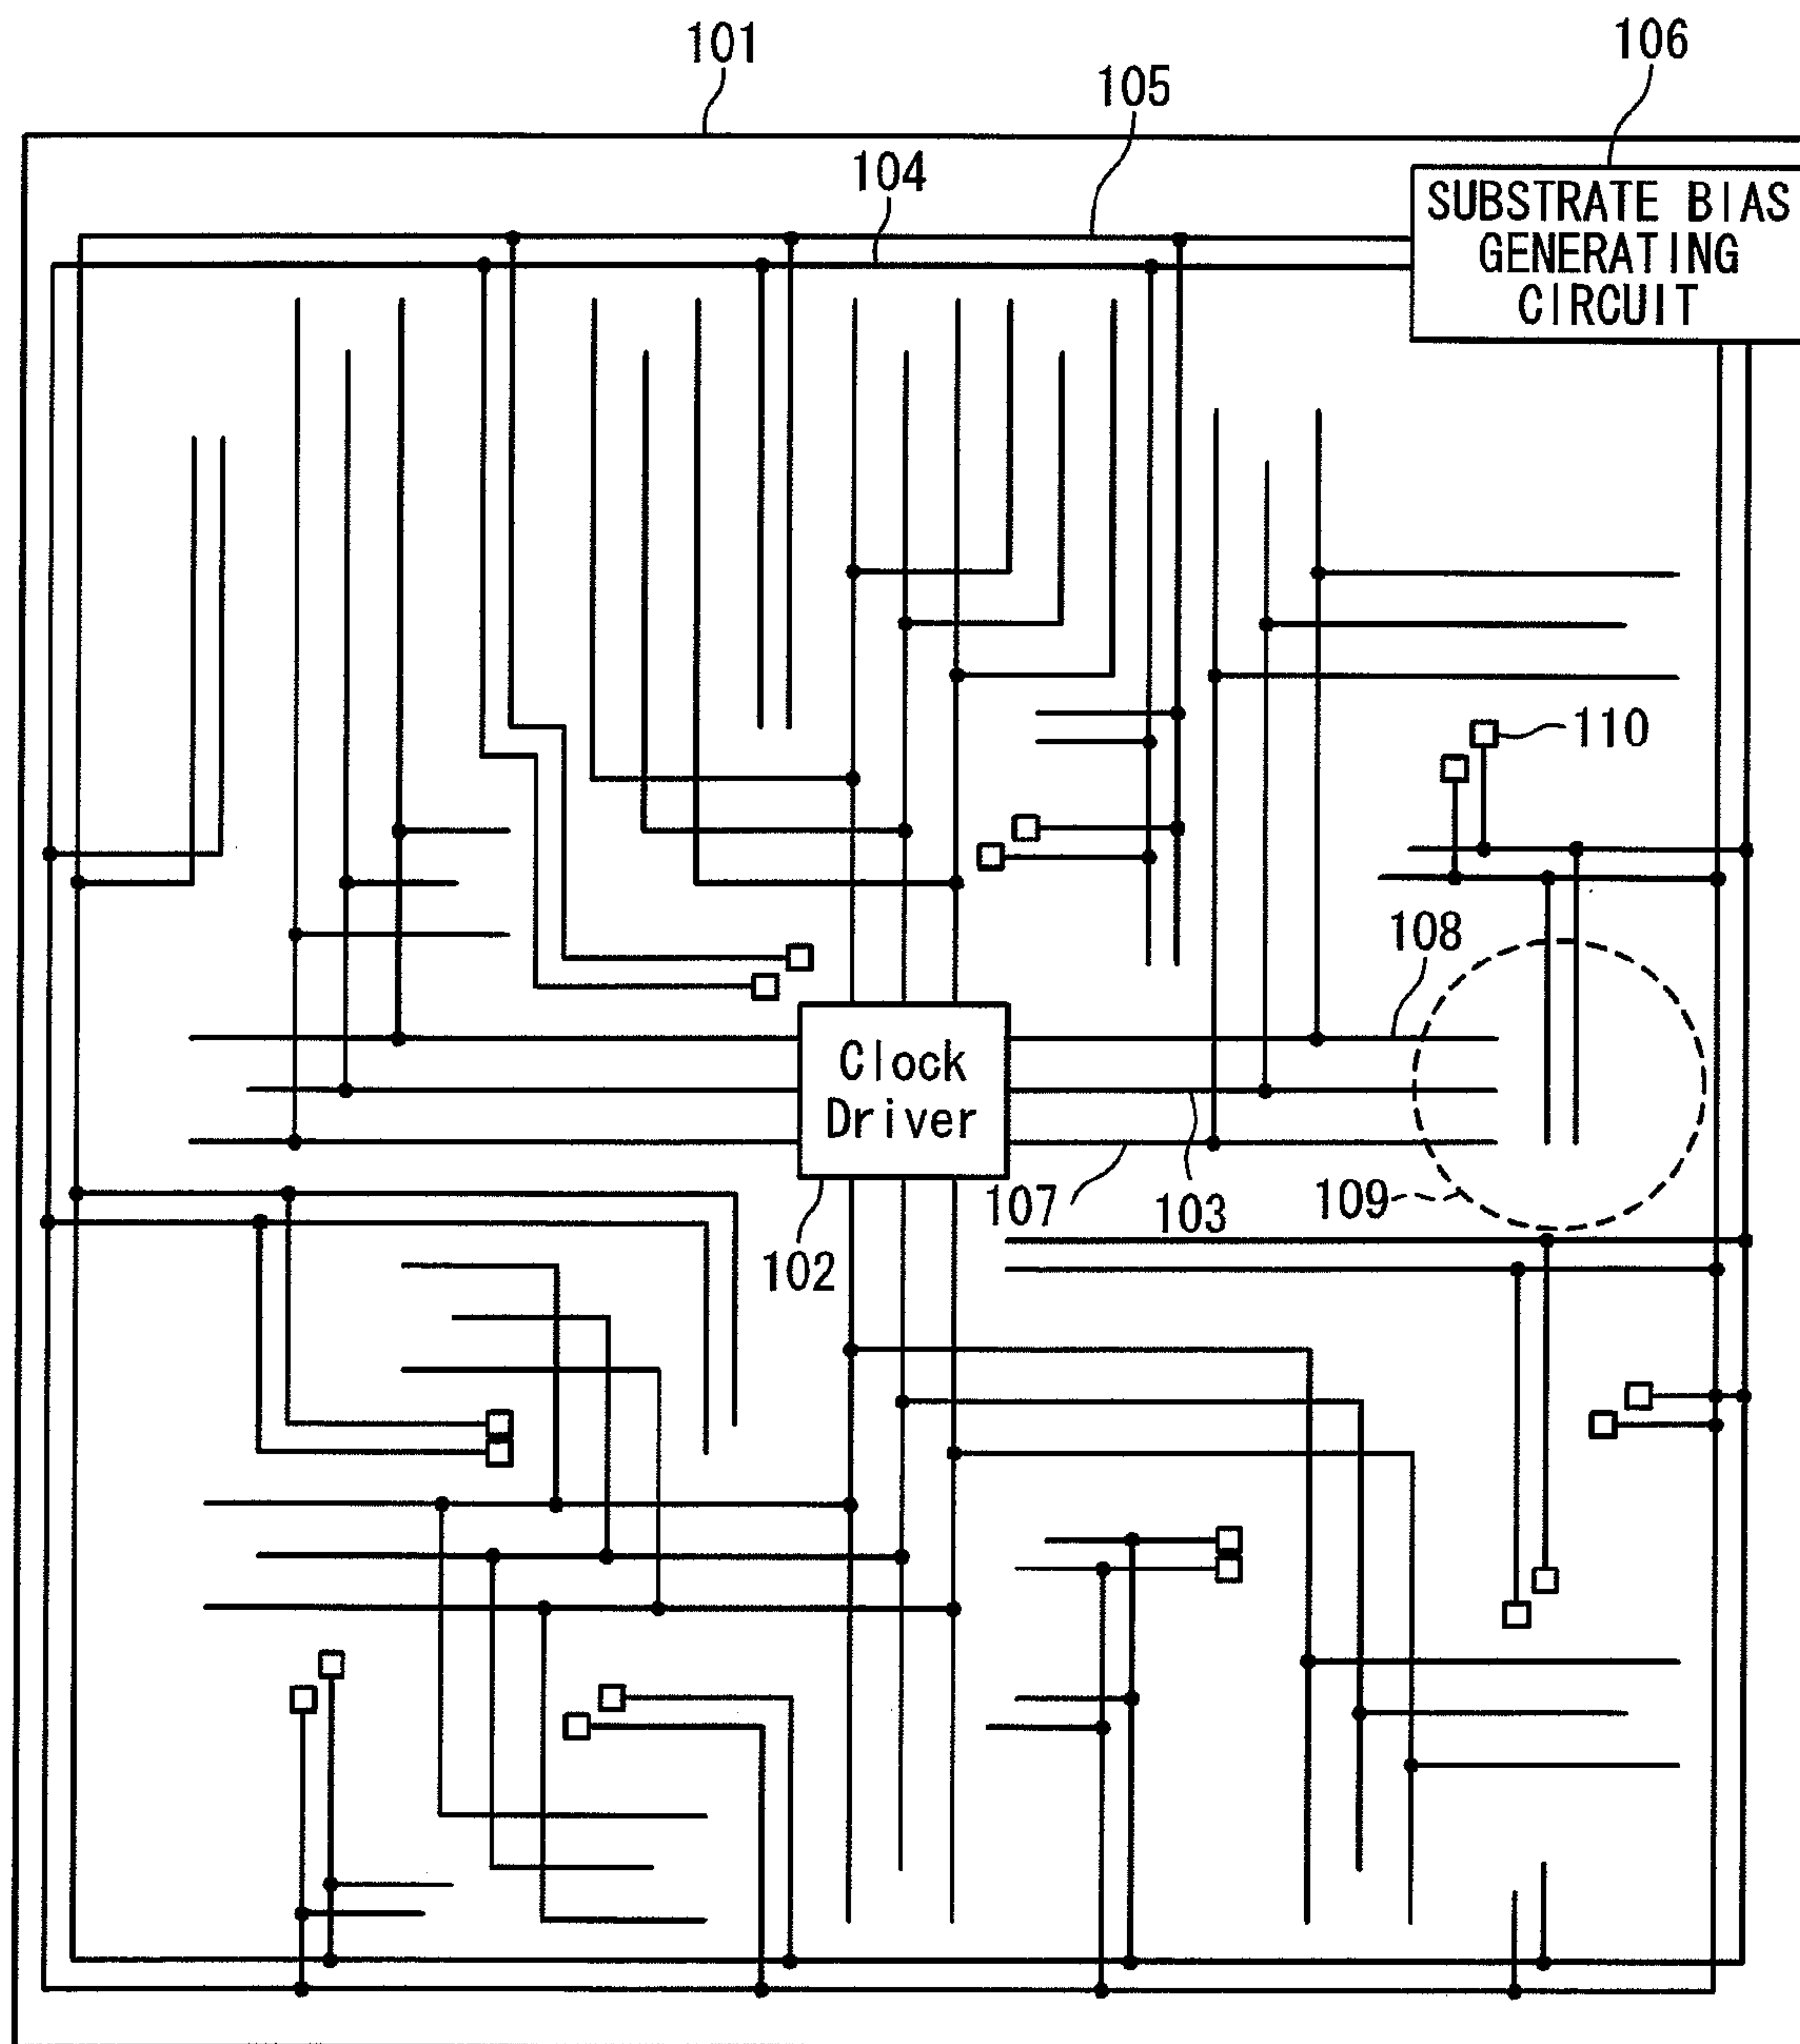 101
106
105
104
SUBSTRATE BIAS
GENERATING
CIRCUIT
110
108
Clock
Driver
107
103
109
102